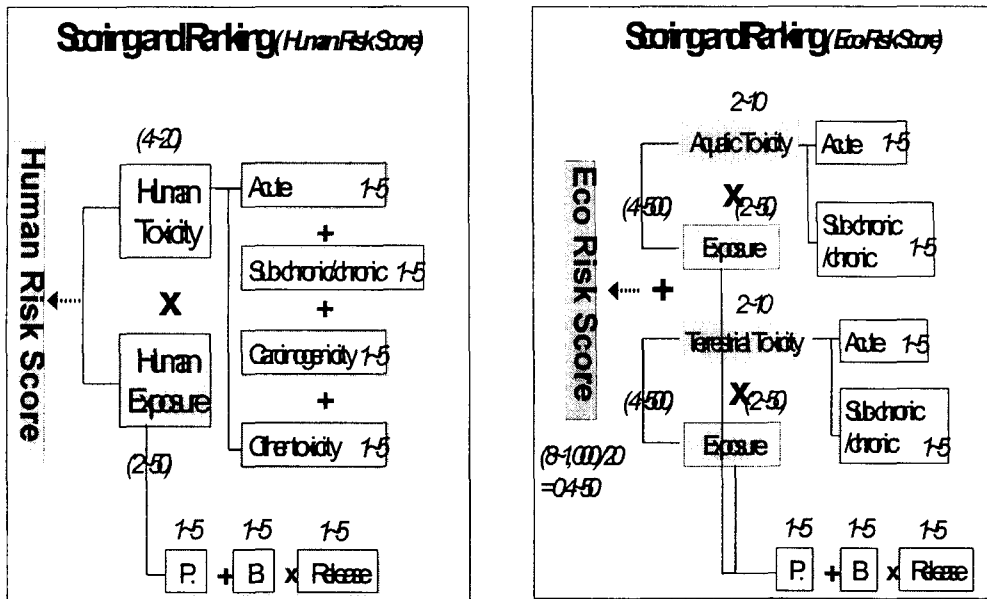 Scoring and Ranking (Human Risk Score)
Human Risk Score
(4~20)
Human
Toxicity
X
Human
Exposure
(2~50)
Acute 1~5
+
Subchronic/chronic 1~5
+
Carcinogenicity 1~5
+
Other toxicity 1~5
1~5 1~5 1~5
P. + B x Release
Scoring and Ranking (Eco Risk Score)
Eco Risk Score
+
2~10
Aquatic Toxicity
Acute 1~5
X
(4~500) (2~50)
Exposure
Subchronic
/chronic 1~5
2~10
Terrestrial Toxicity
Acute 1~5
X
(4~500) (2~50)
Exposure
Subchronic
/chronic 1~5
(8~1,000)/20
=0.4~50
1~5 1~5 1~5
P. + B x Release